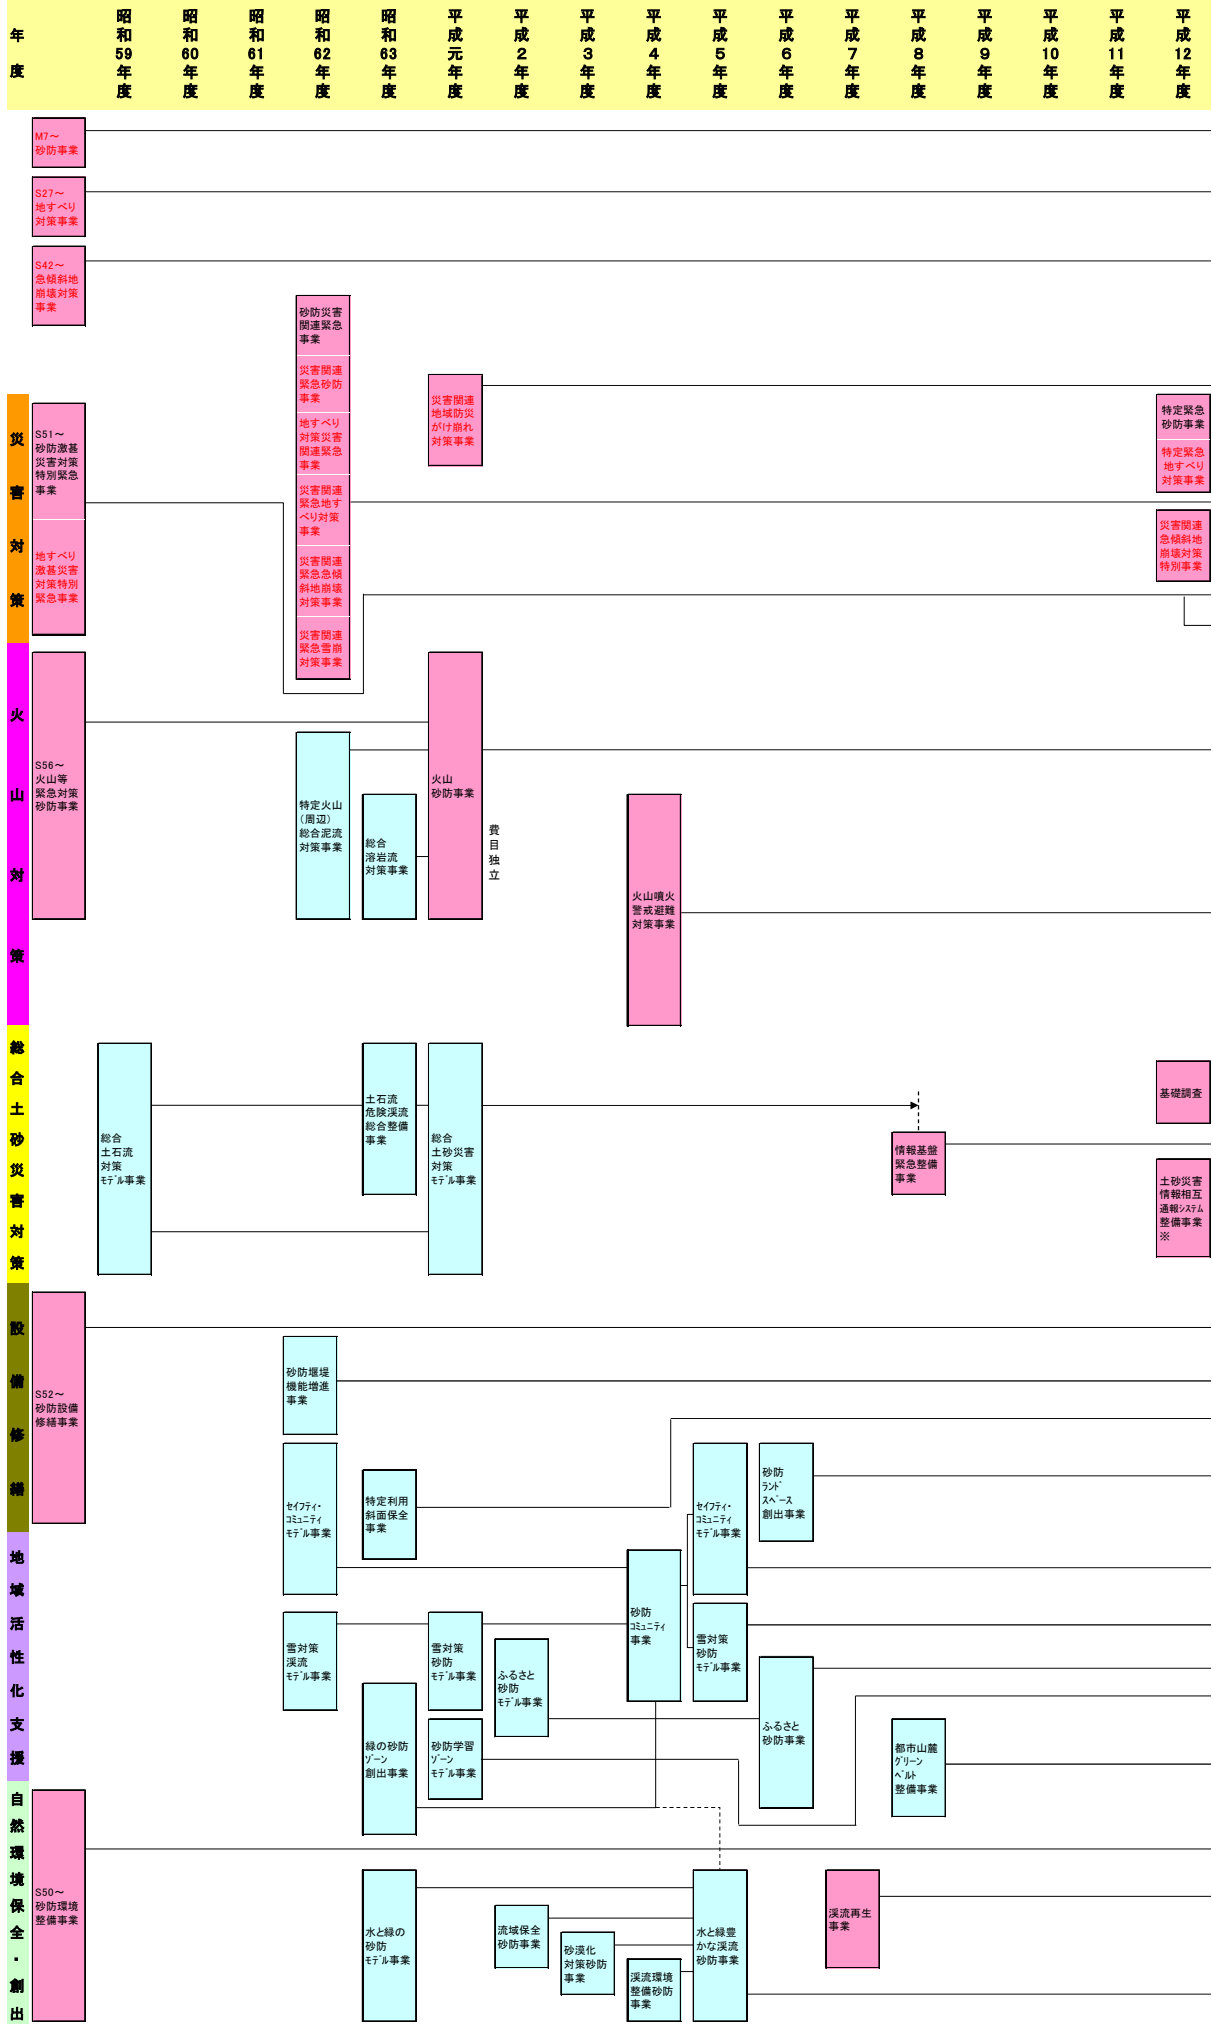 年度
昭和59年度
昭和60年度
昭和61年度
昭和62年度
昭和63年度
平成元年度
平成2年度
平成3年度
平成4年度
平成5年度
平成6年度
平成7年度
平成8年度
平成9年度
平成10年度
平成11年度
平成12年度
M7～
砂防事業
S27～
地すべり
対策事業
S42～
急傾斜地
崩壊対策
事業
災害対策
S51～
砂防激甚
災害対策
特別緊急
事業
地すべり
激甚災害
対策特別
緊急事業
砂防災害
関連緊急
事業
災害関連
緊急砂防
事業
地すべり
対策災害
関連緊急
事業
災害関連
緊急地す
べり対策
事業
災害関連
緊急急傾
斜地崩壊
対策事業
災害関連
緊急雪崩
対策事業
災害関連
地域防災
がけ崩れ
対策事業
特定緊急
砂防事業
特定緊急
地すべり
対策事業
災害関連
急傾斜地
崩壊対策
特別事業
火山対策
S56～
火山等
緊急対策
砂防事業
特定火山
(周辺)
総合泥流
対策事業
総合
溶岩流
対策事業
火山
砂防事業
費目独立
火山噴火
警戒避難
対策事業
総合土砂災害対策
総合
土石流
対策
モデル事業
土石流
危険渓流
総合整備
事業
総合
土砂災害
対策
モデル事業
情報基盤
緊急整備
事業
基礎調査
土砂災害
情報相互
通報システム
整備事業
※
設備修繕
S52～
砂防設備
修繕事業
砂防堰堤
機能増進
事業
セイフティ・
コミュニティ
モデル事業
特定利用
斜面保全
事業
セイフティ・
コミュニティ
モデル事業
砂防
ランド
スペース
創出事業
地域活性化支援
雪対策
渓流
モデル事業
雪対策
砂防
モデル事業
ふるさと
砂防
モデル事業
砂防
コミュニティ
事業
雪対策
砂防
モデル事業
ふるさと
砂防事業
緑の砂防
ゾーン
創出事業
砂防学習
ゾーン
モデル事業
都市山麓
グリーン
ベルト
整備事業
自然環境保全・創出
S50～
砂防環境
整備事業
水と緑の
砂防
モデル事業
流域保全
砂防事業
砂漠化
対策砂防
事業
渓流環境
整備砂防
事業
水と緑豊
かな渓流
砂防事業
渓流再生
事業